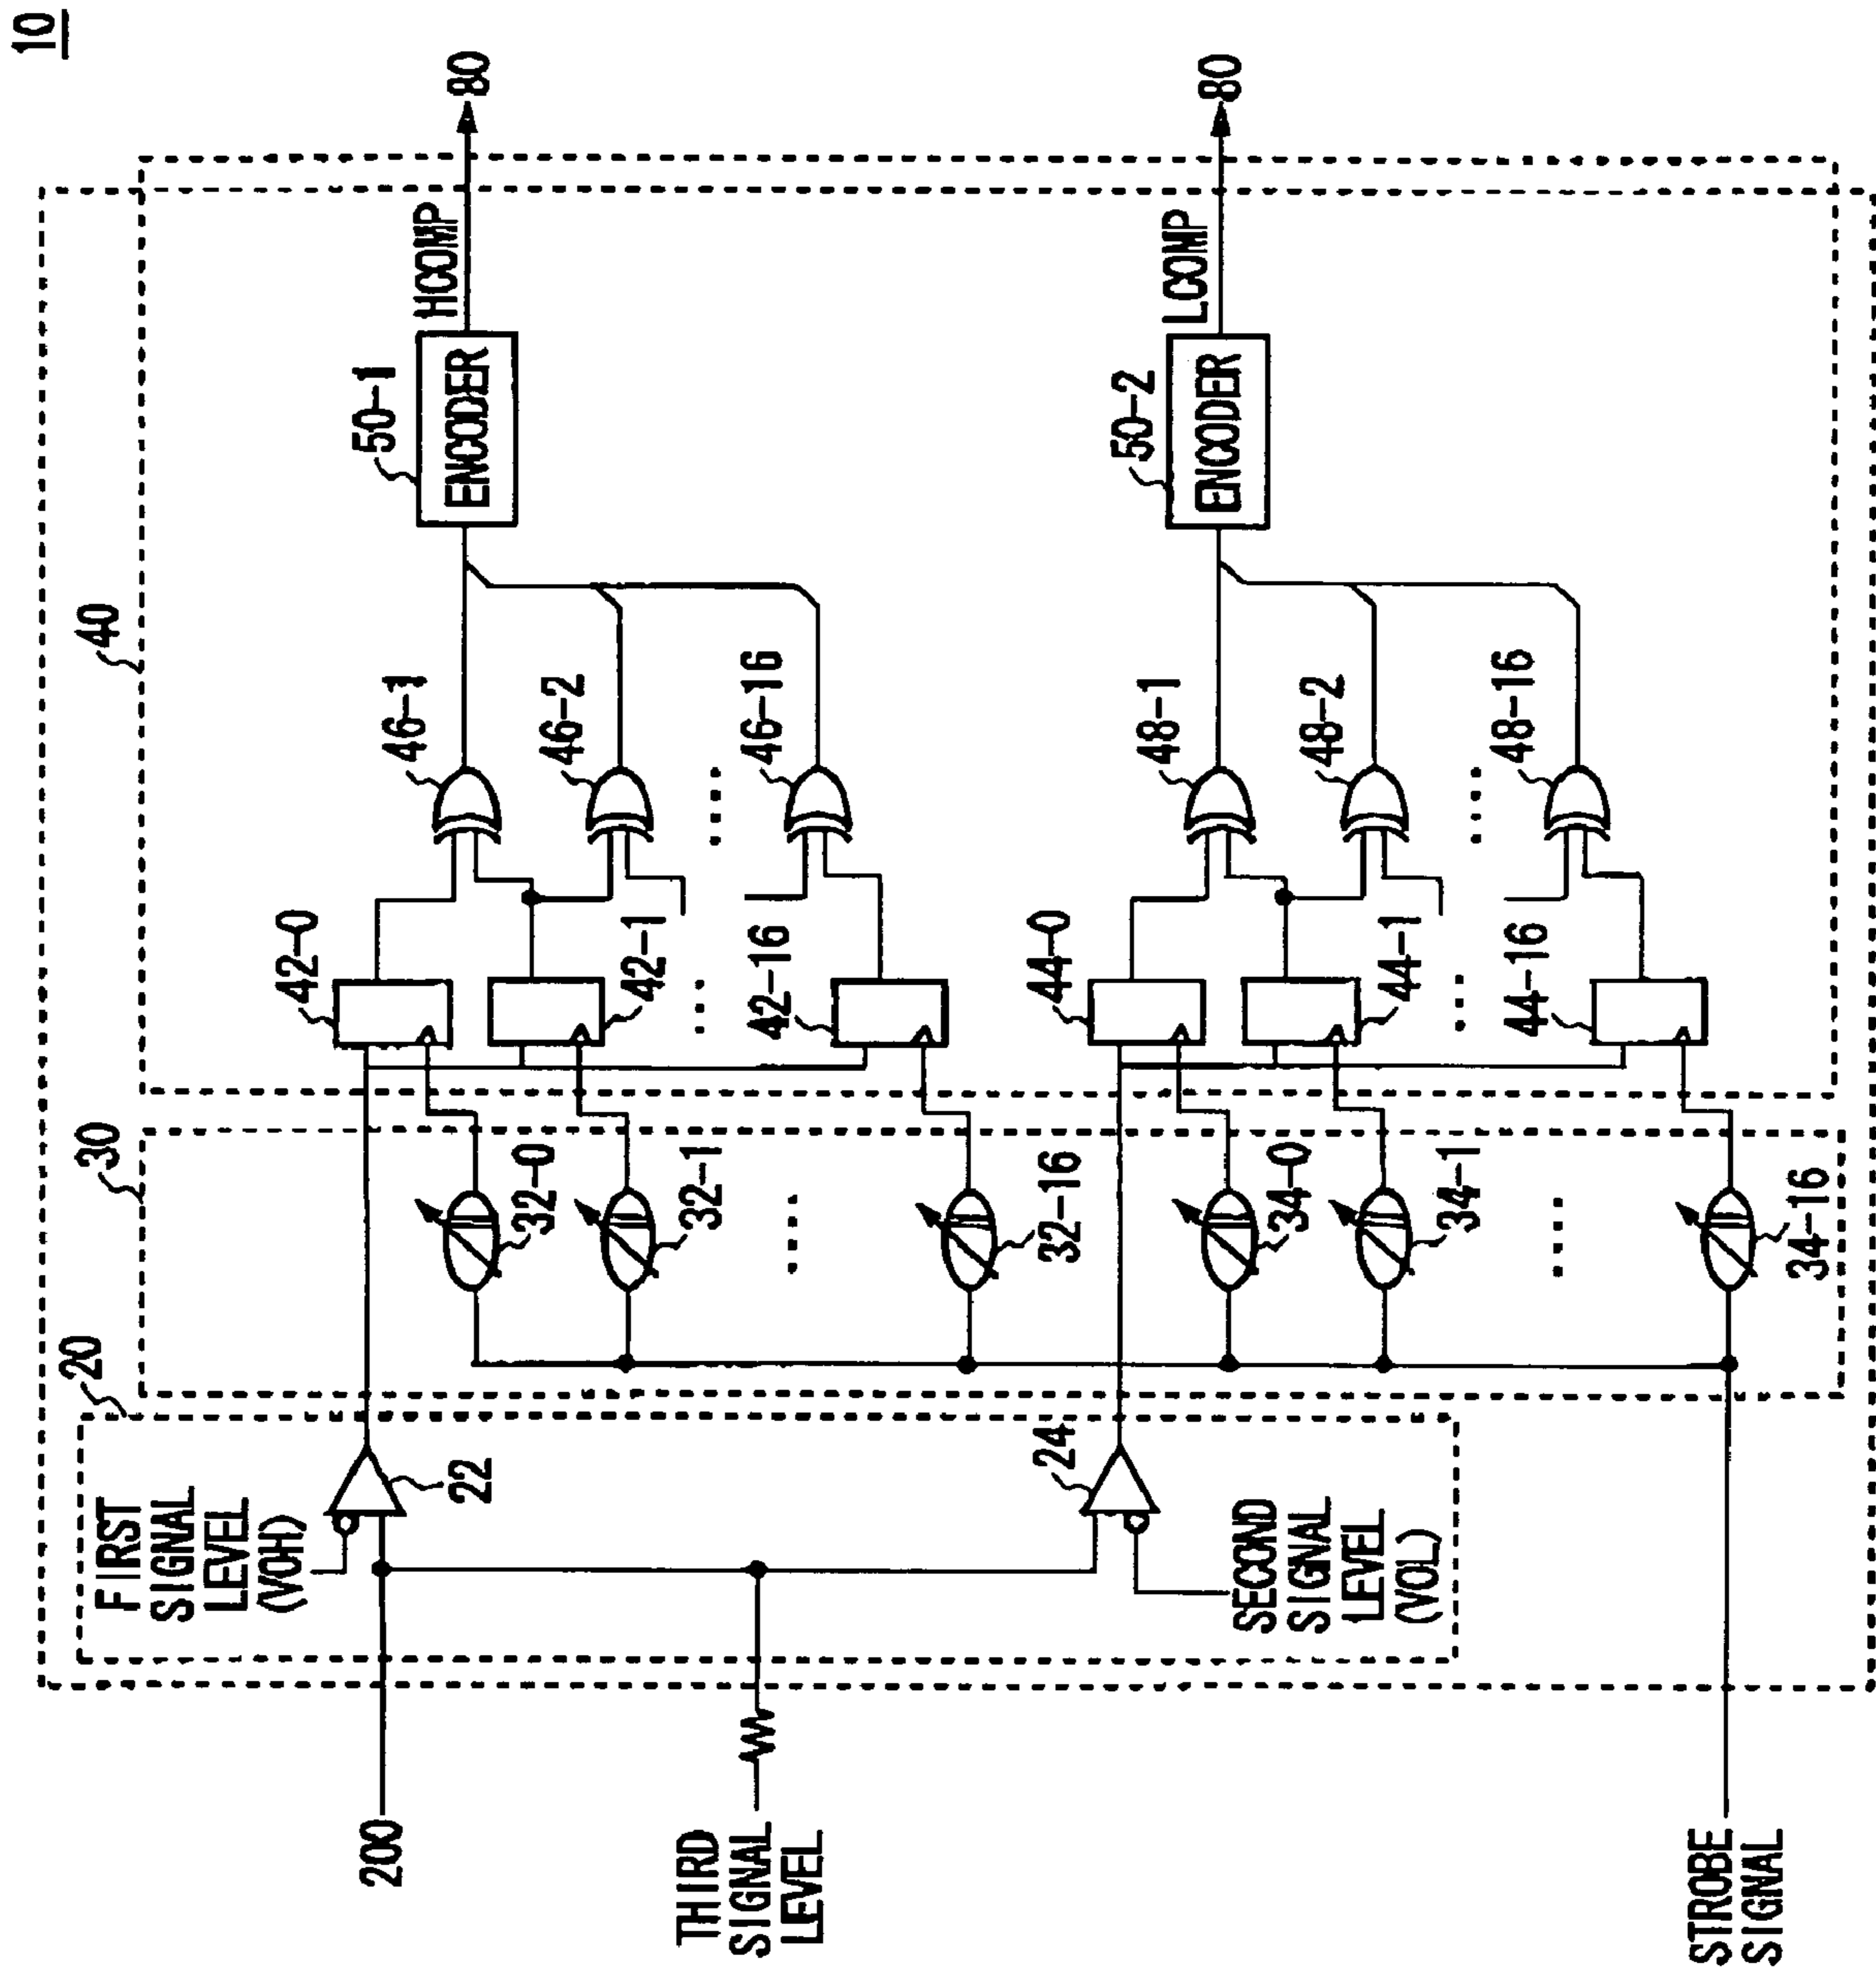 10
80
80
HCOMP
LCOMP
50-1
ENCODER
50-2
ENCODER
40
46-1
46-2
46-16
48-1
48-2
48-16
42-0
42-1
42-16
44-0
44-1
44-16
30
32-0
32-1
32-16
34-0
34-1
34-16
20
22
24
FIRST
SIGNAL
LEVEL
(VOH)
SECOND
SIGNAL
LEVEL
(VOL)
200
THIRD
SIGNAL
LEVEL
STROBE
SIGNAL